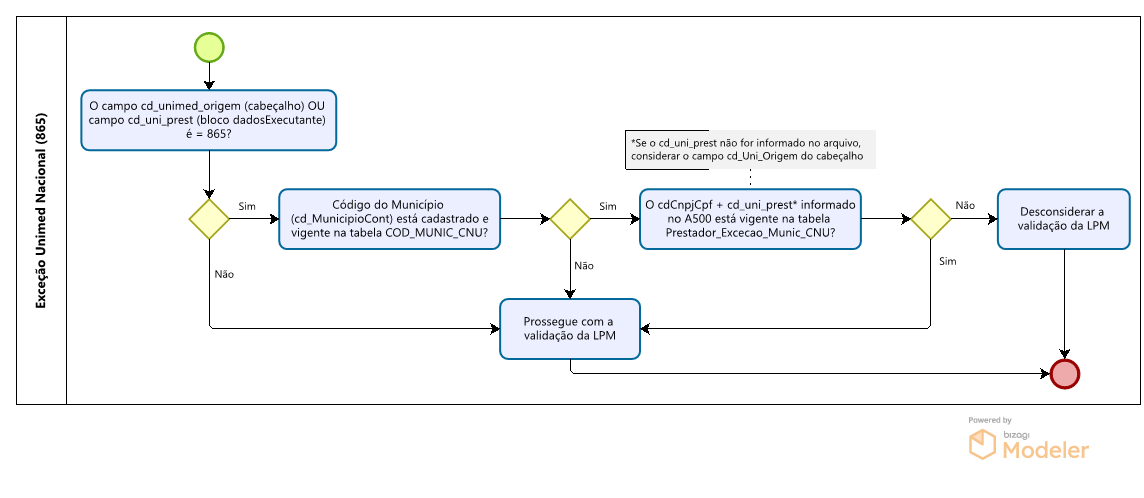 Exceção Unimed Nacional (865)
O campo cd_unimed_origem (cabeçalho) OU
campo cd_uni_prest (bloco dadosExecutante)
é = 865?
*Se o cd_uni_prest não for informado no arquivo,
considerar o campo cd_Uni_Origem do cabeçalho
Sim
Código do Município
(cd_MunicipioCont) está cadastrado e
vigente na tabela COD_MUNIC_CNU?
Sim
O cdCnpjCpf + cd_uni_prest* informado
no A500 está vigente na tabela
Prestador_Excecao_Munic_CNU?
Não
Desconsiderar a
validação da LPM
Não
Não
Sim
Prossegue com a
validação da LPM
Powered by
bizagi
Modeler